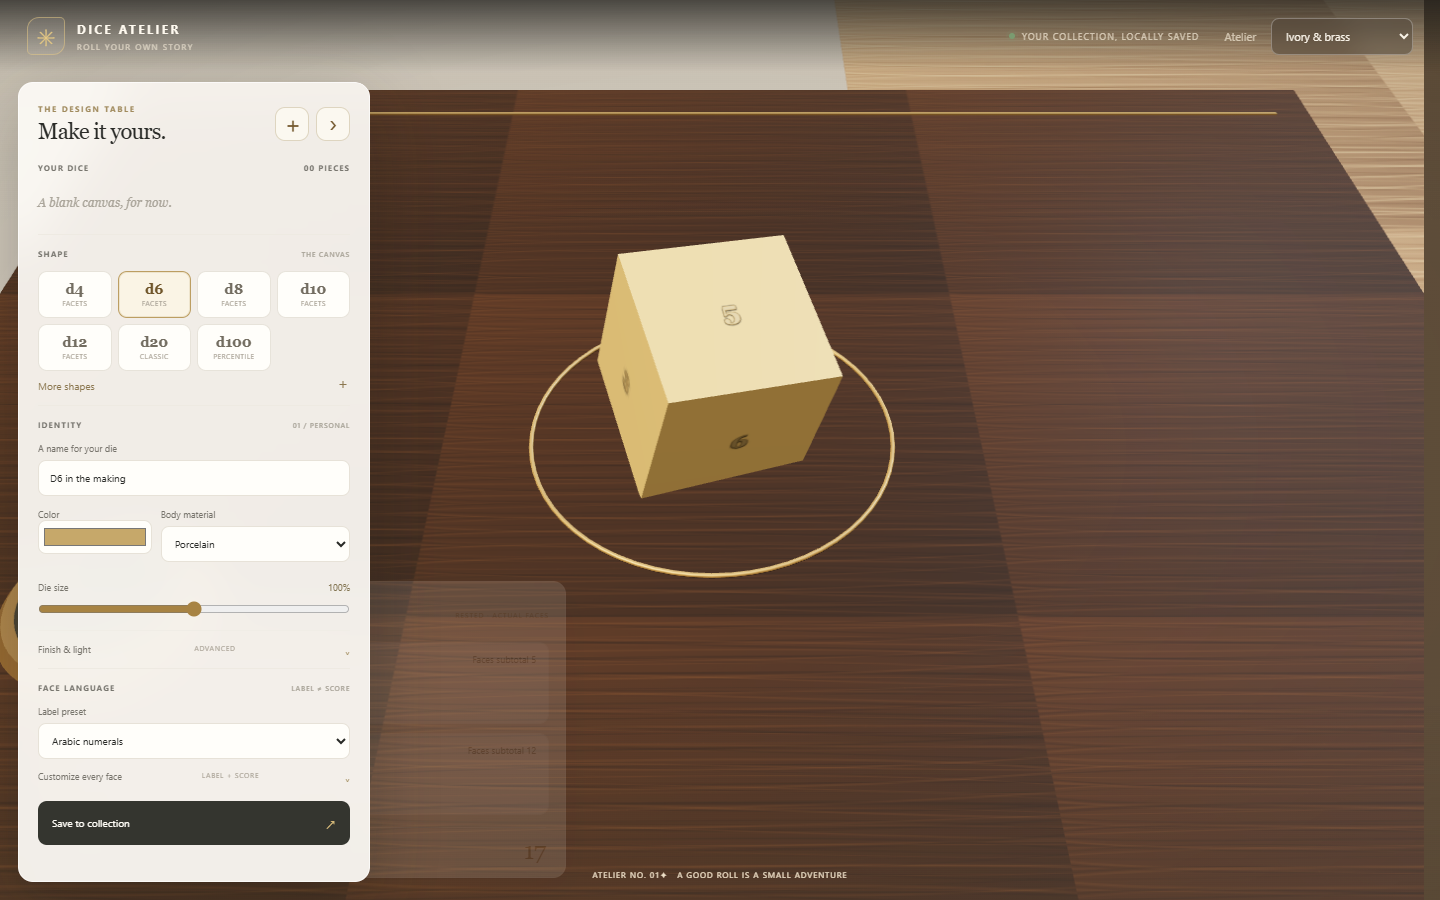 DICE ATELIER
ROLL YOUR OWN STORY
YOUR COLLECTION, LOCALLY SAVED
Atelier
Ivory & brass
THE DESIGN TABLE
Make it yours.
+
›
YOUR DICE
00 PIECES
A blank canvas, for now.
SHAPE
THE CANVAS
d4
FACETS
d6
FACETS
d8
FACETS
d10
FACETS
d12
FACETS
d20
CLASSIC
d100
PERCENTILE
More shapes
+
IDENTITY
01 / PERSONAL
A name for your die
D6 in the making
Color
Body material
Porcelain
Die size
100%
Finish & light
ADVANCED
FACE LANGUAGE
LABEL ≠ SCORE
Label preset
Arabic numerals
Customize every face
LABEL + SCORE
Save to collection ↗
5
6
Faces subtotal 5
Faces subtotal 12
17
ATELIER NO. 01 ✦ A GOOD ROLL IS A SMALL ADVENTURE